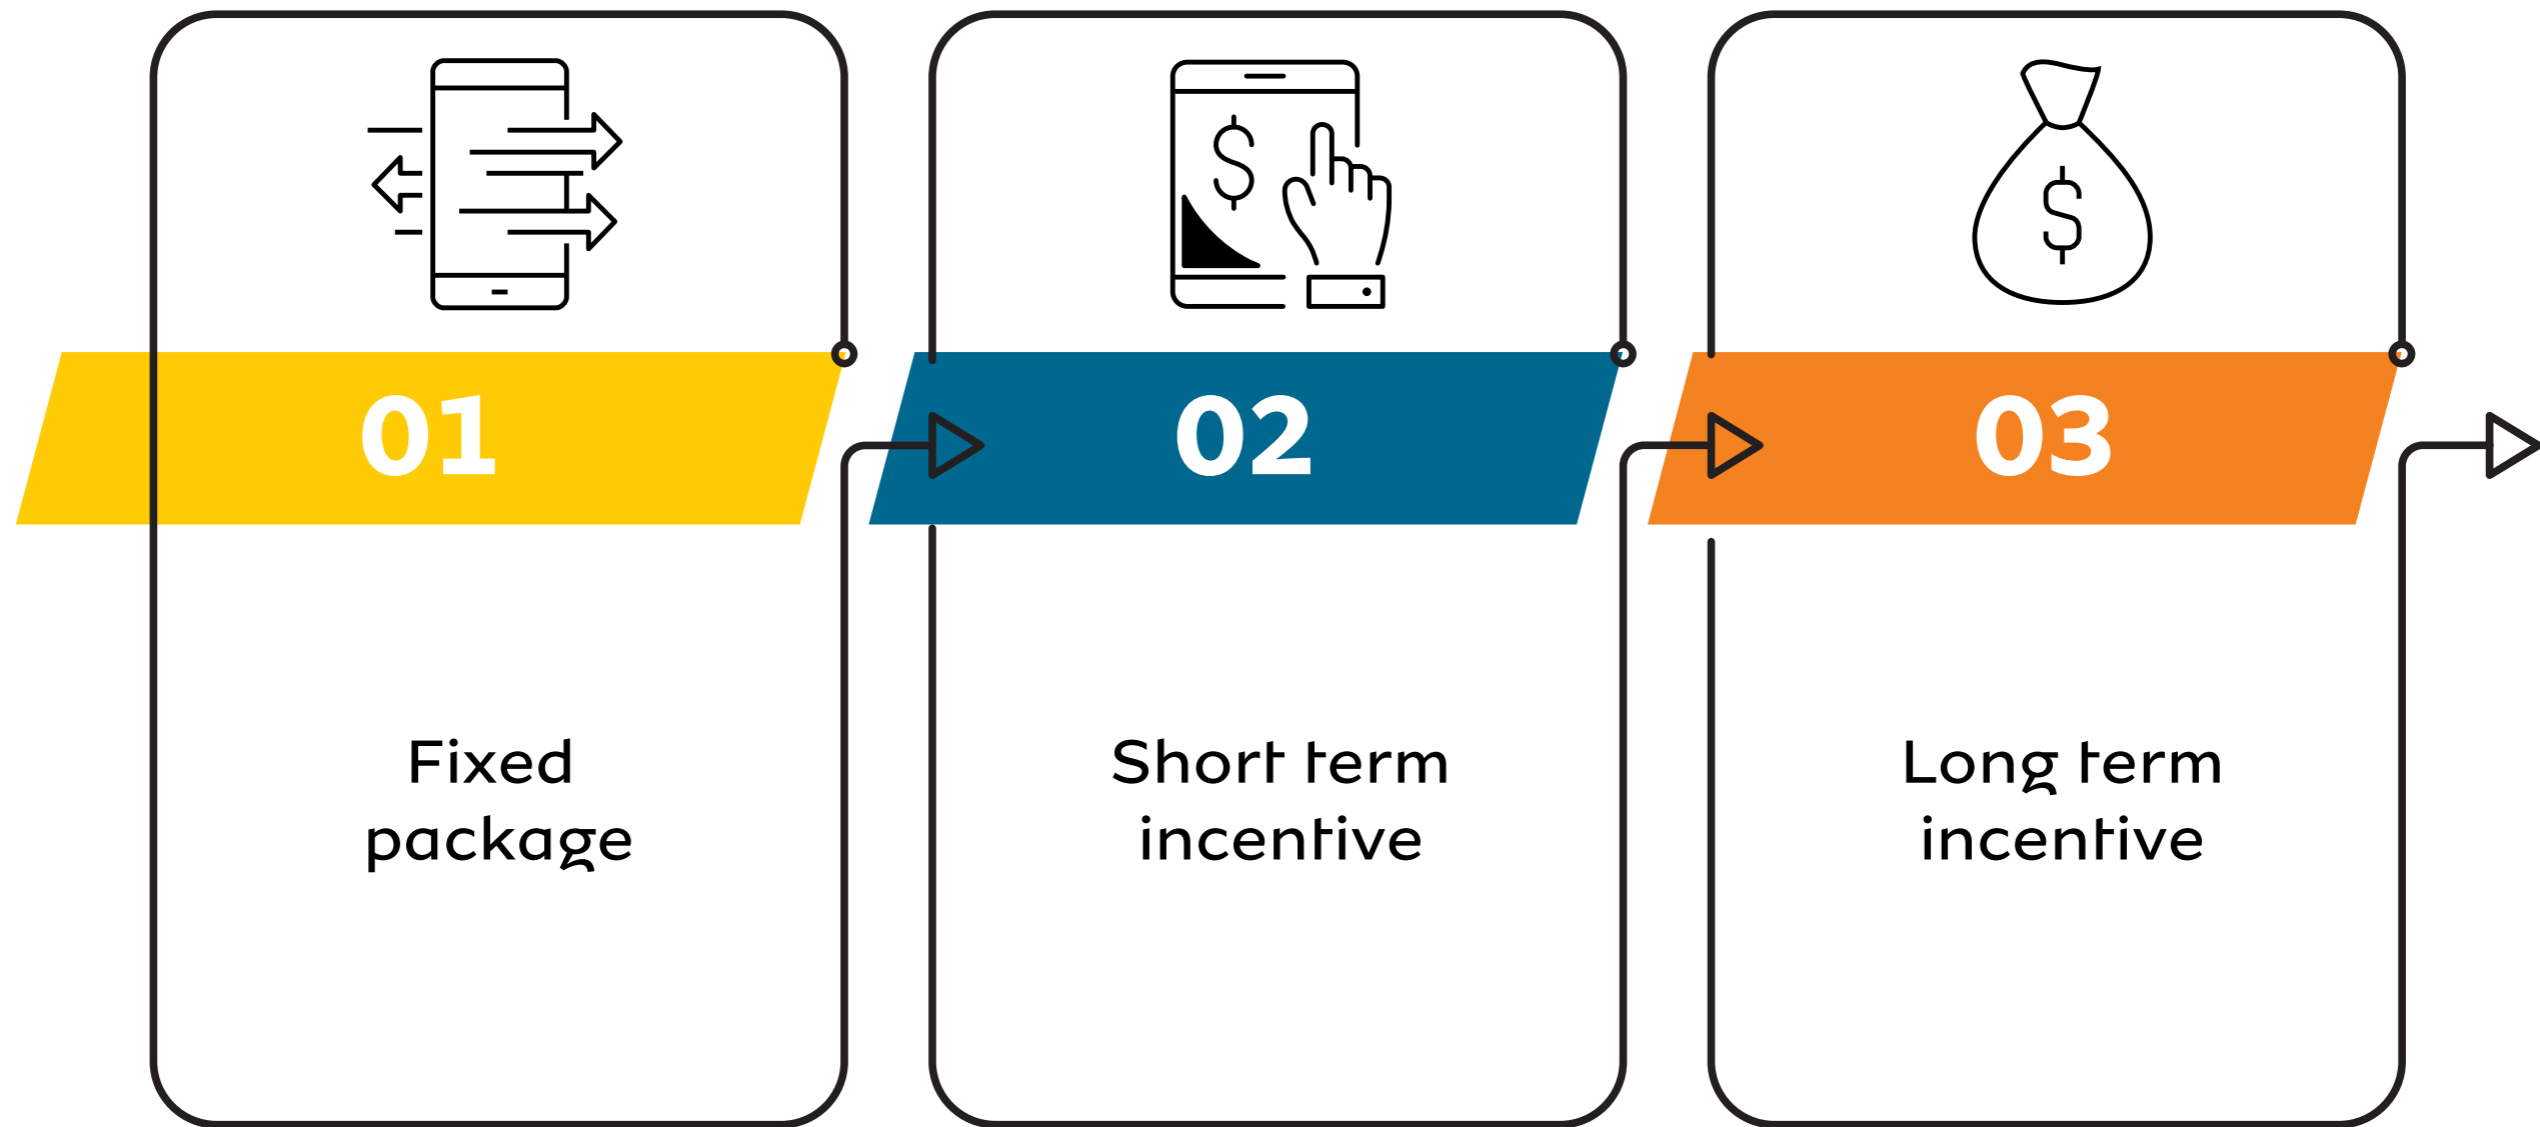 01
Fixed
package
02
Short term
incentive
03
Long term
incentive